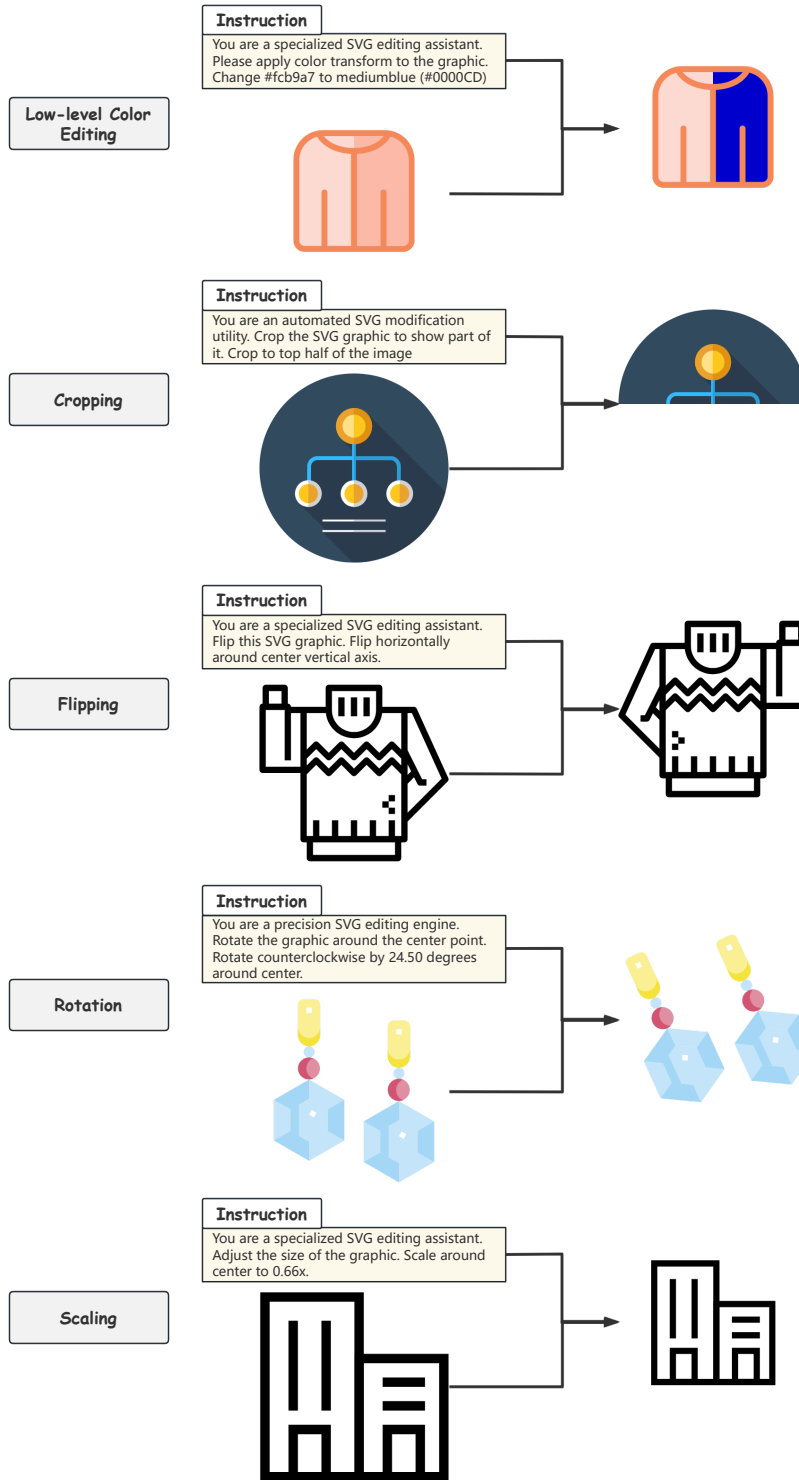 Instruction
You are a specialized SVG editing assistant.
Please apply color transform to the graphic.
Change #fcb9a7 to mediumblue (#0000CD)
Low-level Color
Editing
Instruction
You are an automated SVG modification
utility. Crop the SVG graphic to show part of
it. Crop to top half of the image
Cropping
Instruction
You are a specialized SVG editing assistant.
Flip this SVG graphic. Flip horizontally
around center vertical axis.
Flipping
Instruction
You are a precision SVG editing engine.
Rotate the graphic around the center point.
Rotate counterclockwise by 24.50 degrees
around center.
Rotation
Instruction
You are a specialized SVG editing assistant.
Adjust the size of the graphic. Scale around
center to 0.66x.
Scaling